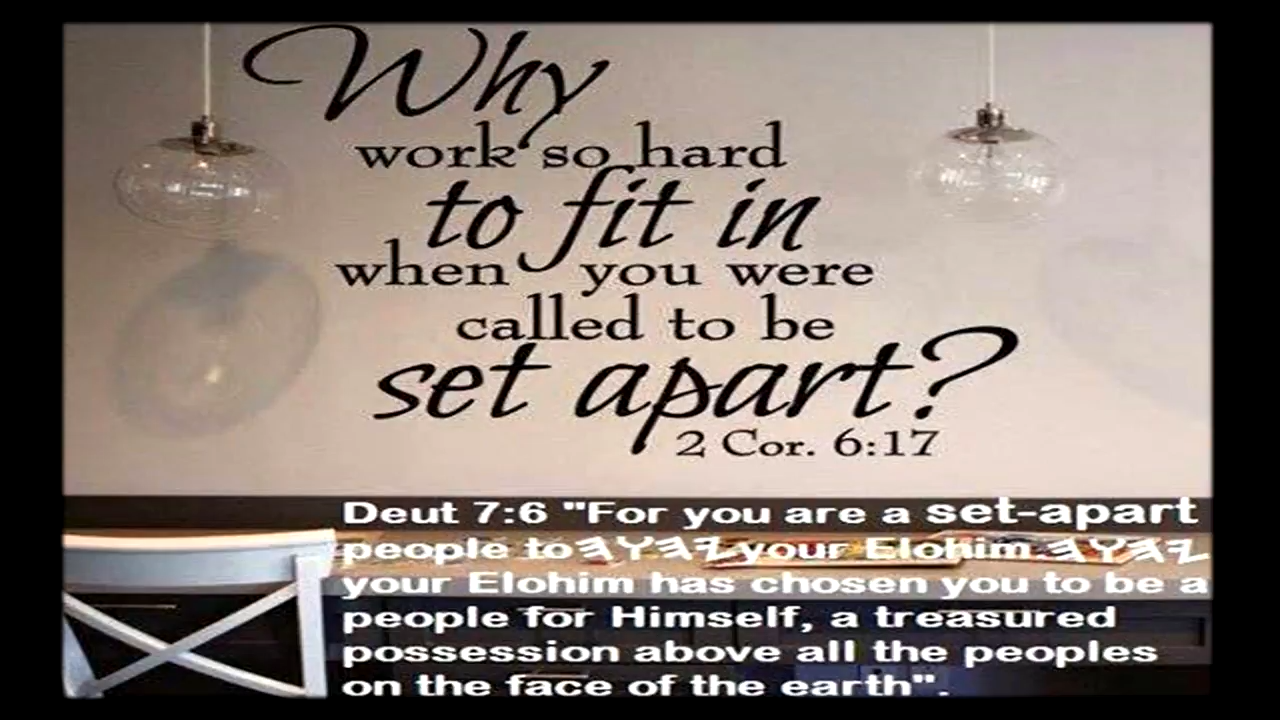 Why
work so hard
to fit in
when you were
called to be
set apart?
2 Cor. 6:17
Deut 7:6 "For you are a set-apart
people to 𐤉𐤄𐤅𐤄 your Elohim. 𐤉𐤄𐤅𐤄
your Elohim has chosen you to be a
people for Himself, a treasured
possession above all the peoples
on the face of the earth".